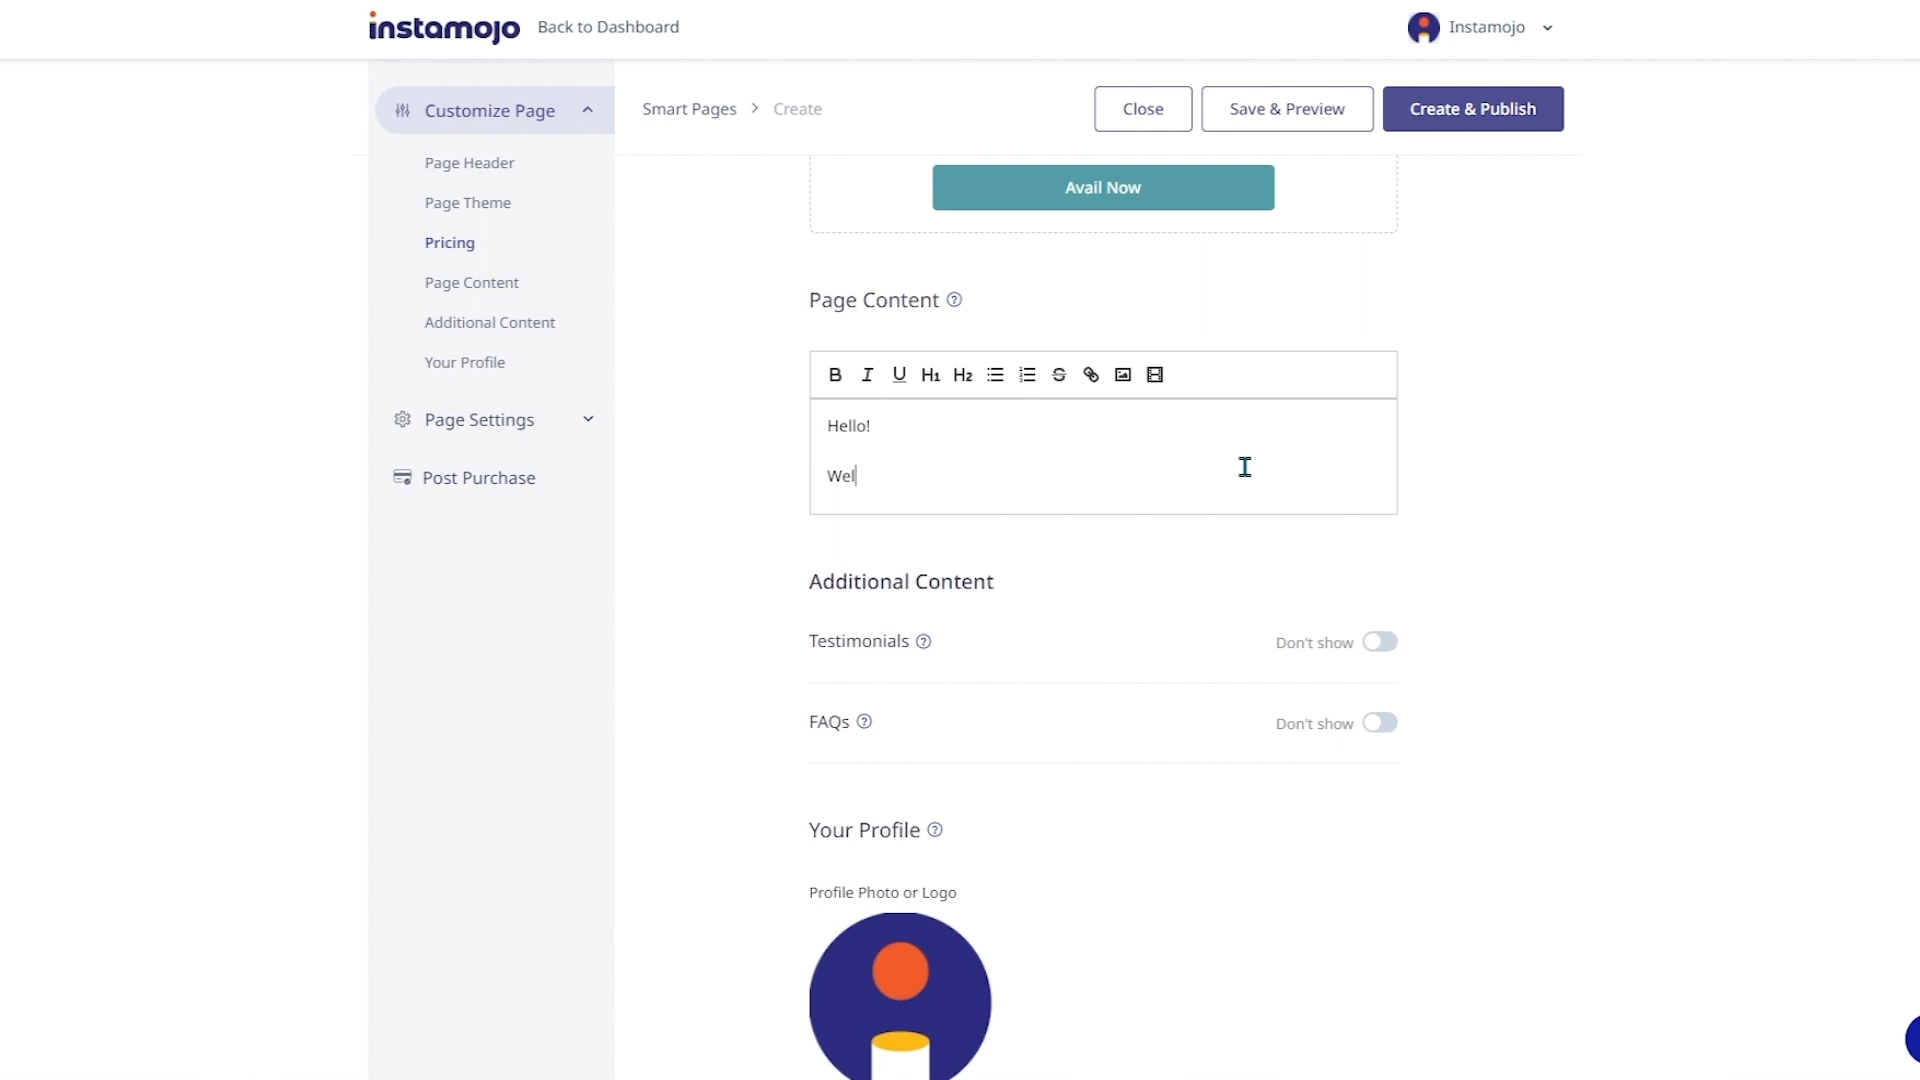 instamojo
Back to Dashboard
Instamojo
Customize Page
Page Header
Page Theme
Pricing
Page Content
Additional Content
Your Profile
Page Settings
Post Purchase
Smart Pages > Create
Close
Save & Preview
Create & Publish
Avail Now
Page Content
B I U H1 H2 S
Hello!
Wel
Additional Content
Testimonials
Don't show
FAQs
Don't show
Your Profile
Profile Photo or Logo